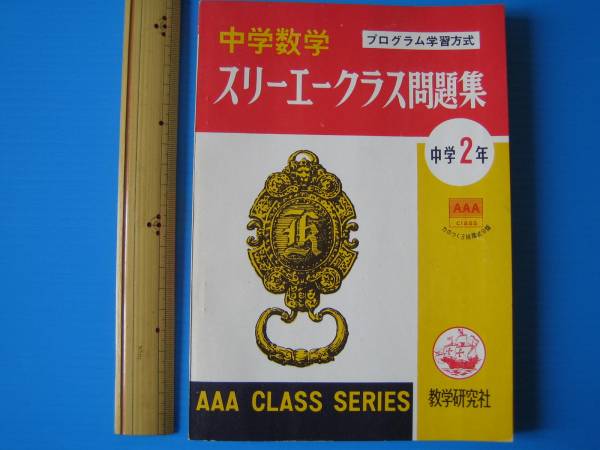 中学数学
プログラム学習方式
スリーエークラス問題集
中学2年
AAA
CLASS
K
AAA CLASS SERIES
教学研究社